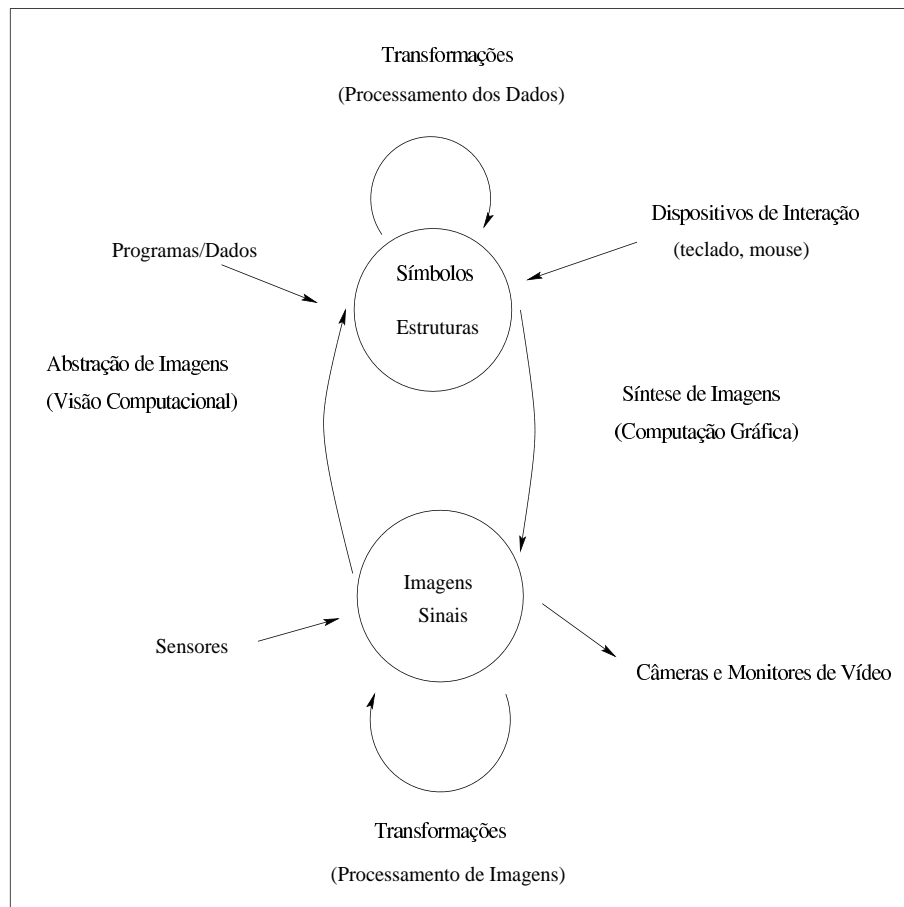 Transformações
(Processamento dos Dados)
Dispositivos de Interação
(teclado, mouse)
Programas/Dados
Símbolos
Estruturas
Abstração de Imagens
(Visão Computacional)
Síntese de Imagens
(Computação Gráfica)
Imagens
Sinais
Sensores
Câmeras e Monitores de Vídeo
Transformações
(Processamento de Imagens)